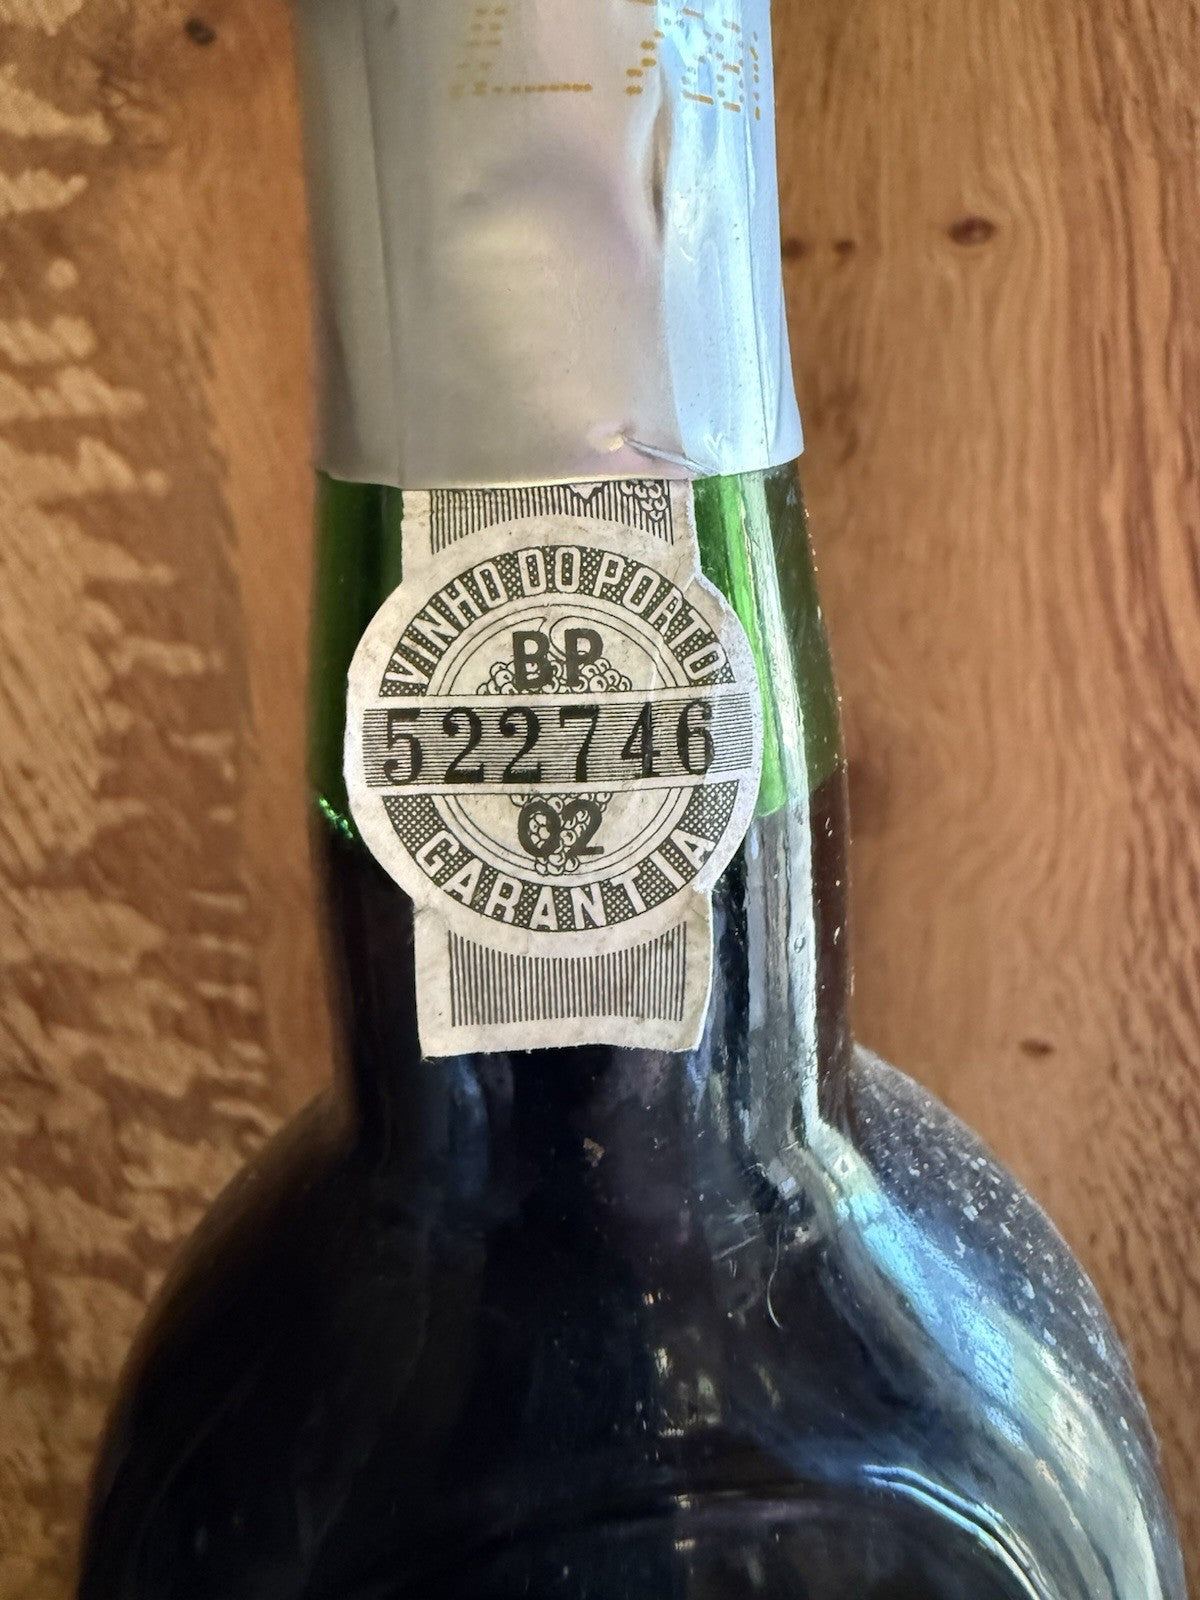 VINHO DO PORTO
BP
522746
02
GARANTIA